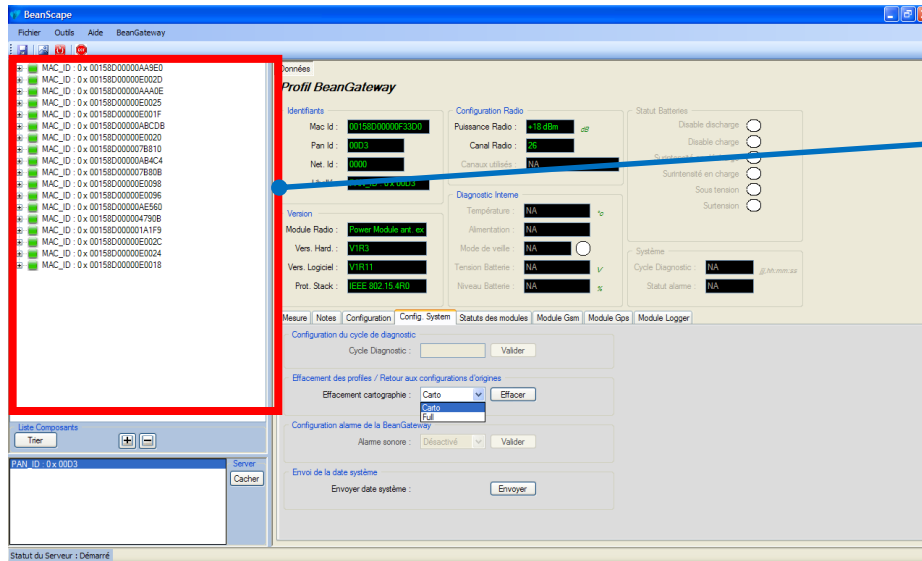 BeanScape
Fichier Outils Aide BeanGateway
MAC_ID : 0 x 00158D00000AA9E0
MAC_ID : 0 x 00158D00000E002D
MAC_ID : 0 x 00158D00000AAA0E
MAC_ID : 0 x 00158D00000E0025
MAC_ID : 0 x 00158D00000E001F
MAC_ID : 0 x 00158D00000ABCDB
MAC_ID : 0 x 00158D00000E0020
MAC_ID : 0 x 00158D000007B810
MAC_ID : 0 x 00158D00000AB4C4
MAC_ID : 0 x 00158D000007B80B
MAC_ID : 0 x 00158D00000E0098
MAC_ID : 0 x 00158D00000E0096
MAC_ID : 0 x 00158D00000AE560
MAC_ID : 0 x 00158D000004790B
MAC_ID : 0 x 00158D000001A1F9
MAC_ID : 0 x 00158D00000E002C
MAC_ID : 0 x 00158D00000E0024
MAC_ID : 0 x 00158D00000E0018
Liste Composants
Trier
PAN_ID : 0 x 00D3
Server
Cacher
Statut du Serveur : Démarré
Données
Profil BeanGateway
Identifiants
Mac Id : 00158D00000F33D0
Pan Id : 00D3
Net. Id : 0000
: 0 x 00D3
Version
Module Radio : Power Module ant. ex
Vers. Hard. : V1R3
Vers. Logiciel : V1R11
Prot. Stack : IEEE 802.15.4R0
Configuration Radio
Puissance Radio : +18 dBm dB
Canal Radio : 26
Canaux utilisés : NA
Diagnostic Interne
Température : NA °c
Alimentation : NA
Mode de veille : NA
Tension Batterie : NA V
Niveau Batterie : NA %
Statut Batteries
Disable discharge
Disable charge
Surintensité en charge
Sous tension
Surtension
Système
Cycle Diagnostic : NA jj.hh:mm:ss
Statut alarme : NA
Mesure Notes Configuration Config. System Statuts des modules Module Gsm Module Gps Module Logger
Configuration du cycle de diagnostic
Cycle Diagnostic : Valider
Effacement des profiles / Retour aux configurations d'origines
Effacement cartographie : Carto Effacer
Carto
Full
Configuration alarme de la BeanGateway
Alarme sonore : Désactivé Valider
Envoi de la date système
Envoyer date système : Envoyer